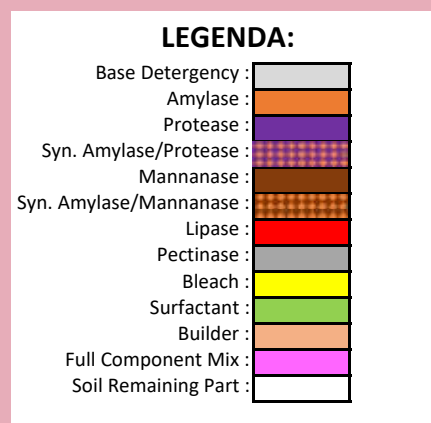 LEGENDA:
Base Detergency :
Amylase :
Protease :
Syn. Amylase/Protease :
Mannanase :
Syn. Amylase/Mannanase :
Lipase :
Pectinase :
Bleach :
Surfactant :
Builder :
Full Component Mix :
Soil Remaining Part :